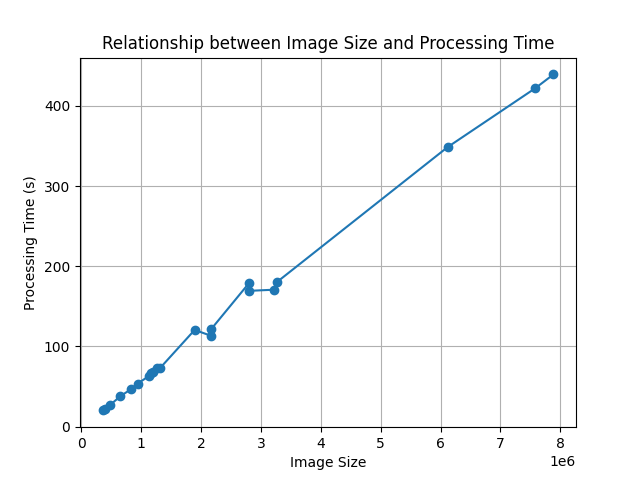 Relationship between Image Size and Processing Time
Processing Time (s)
400
300
200
100
0
0 1 2 3 4 5 6 7 8
1e6
Image Size